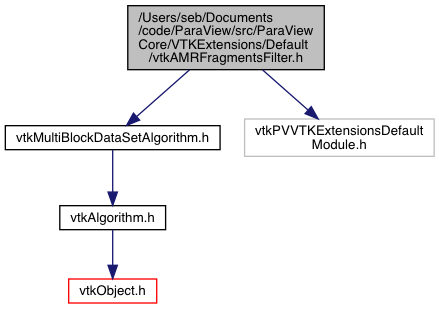 /Users/seb/Documents
/code/ParaView/src/ParaView
Core/VTKExtensions/Default
/vtkAMRFragmentsFilter.h
vtkMultiBlockDataSetAlgorithm.h
vtkPVVTKExtensionsDefault
Module.h
vtkAlgorithm.h
vtkObject.h